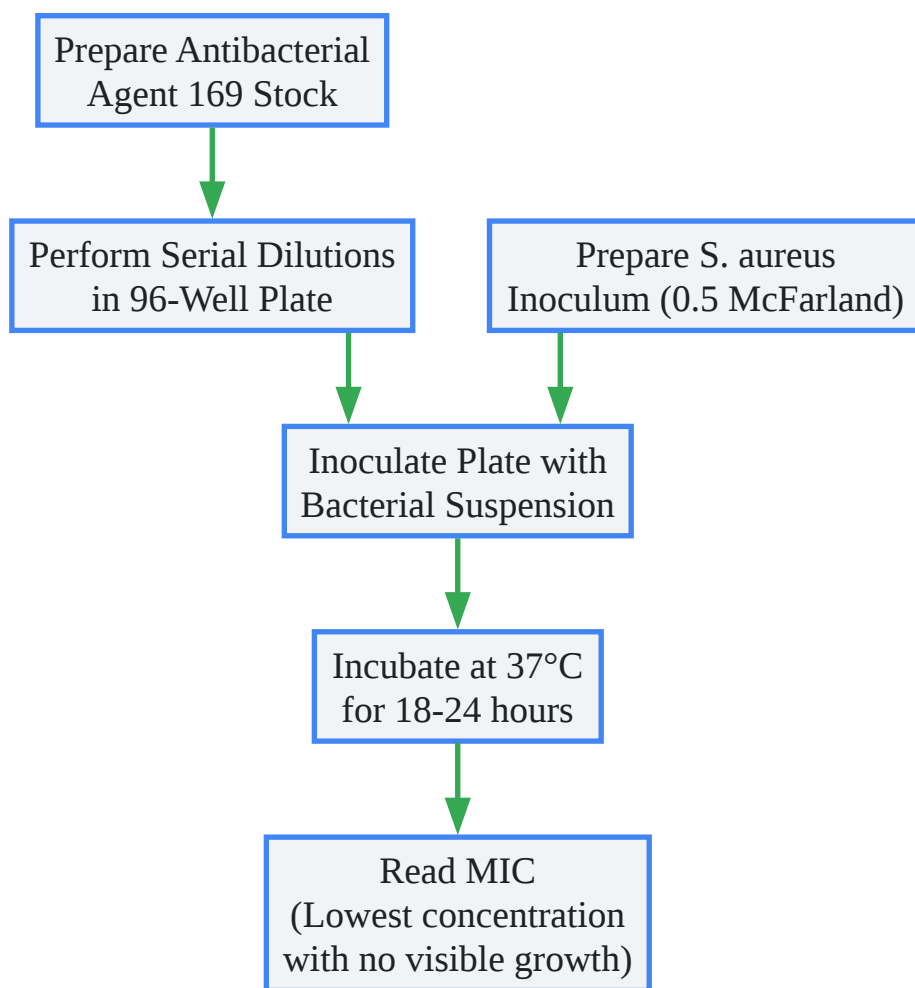 Prepare Antibacterial
Agent 169 Stock
Perform Serial Dilutions
in 96-Well Plate
Prepare S. aureus
Inoculum (0.5 McFarland)
Inoculate Plate with
Bacterial Suspension
Incubate at 37°C
for 18-24 hours
Read MIC
(Lowest concentration
with no visible growth)